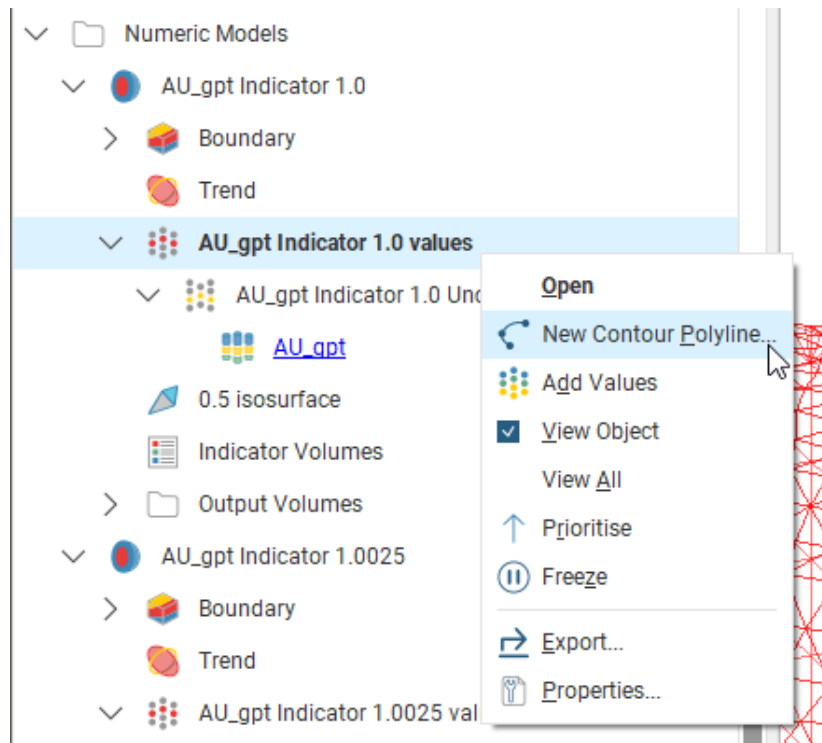 Numeric Models
AU_gpt Indicator 1.0
Boundary
Trend
AU_gpt Indicator 1.0 values
AU_gpt Indicator 1.0
AU_gpt
0.5 isosurface
Indicator Volumes
Output Volumes
AU_gpt Indicator 1.0025
Boundary
Trend
AU_gpt Indicator 1.0025
Open
New Contour Polyline...
Add Values
View Object
View All
Prioritise
Freeze
Export...
Properties...